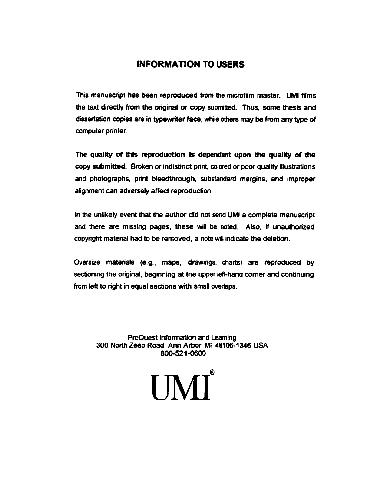 INFORMATION TO USERS
This manuscript has been reproduced from the microfilm master. UMI films
the text directly from the original or copy submitted. Thus, some thesis and
dissertation copies are in typewriter face, while others may be from any type of
computer printer.
The quality of this reproduction is dependent upon the quality of the
copy submitted. Broken or indistinct print, colored or poor quality illustrations
and photographs, print bleedthrough, substandard margins, and improper
alignment can adversely affect reproduction.
In the unlikely event that the author did not send UMI a complete manuscript
and there are missing pages, these will be noted. Also, if unauthorized
copyright material had to be removed, a note will indicate the deletion.
Oversize materials (e.g., maps, drawings, charts) are reproduced by
sectioning the original, beginning at the upper left-hand corner and continuing
from left to right in equal sections with small overlaps.
ProQuest Information and Learning
300 North Zeeb Road, Ann Arbor, MI 48106-1346 USA
800-521-0600
UMI®